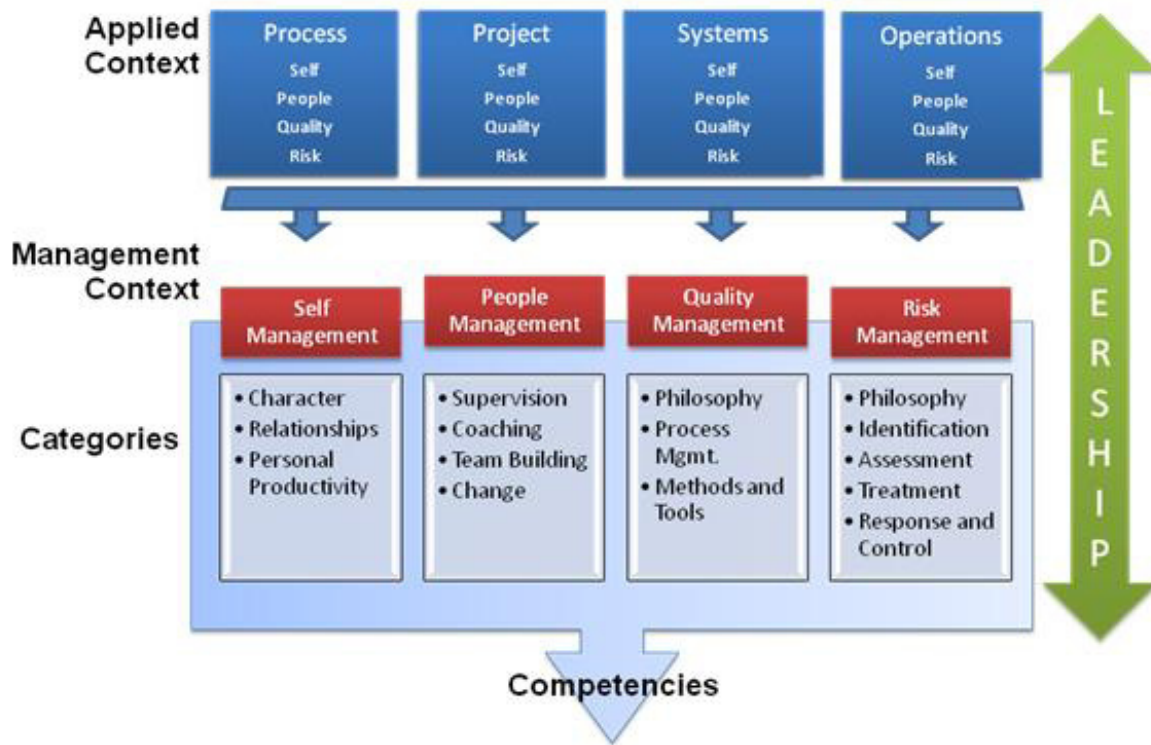 Applied
Context
Process
Self
People
Quality
Risk
Project
Self
People
Quality
Risk
Systems
Self
People
Quality
Risk
Operations
Self
People
Quality
Risk
LEADERSHIP
Management
Context
Self
Management
People
Management
Quality
Management
Risk
Management
Categories
• Character
• Relationships
• Personal
Productivity
• Supervision
• Coaching
• Team Building
• Change
• Philosophy
• Process
Mgmt.
• Methods and
Tools
• Philosophy
• Identification
• Assessment
• Treatment
• Response and
Control
Competencies